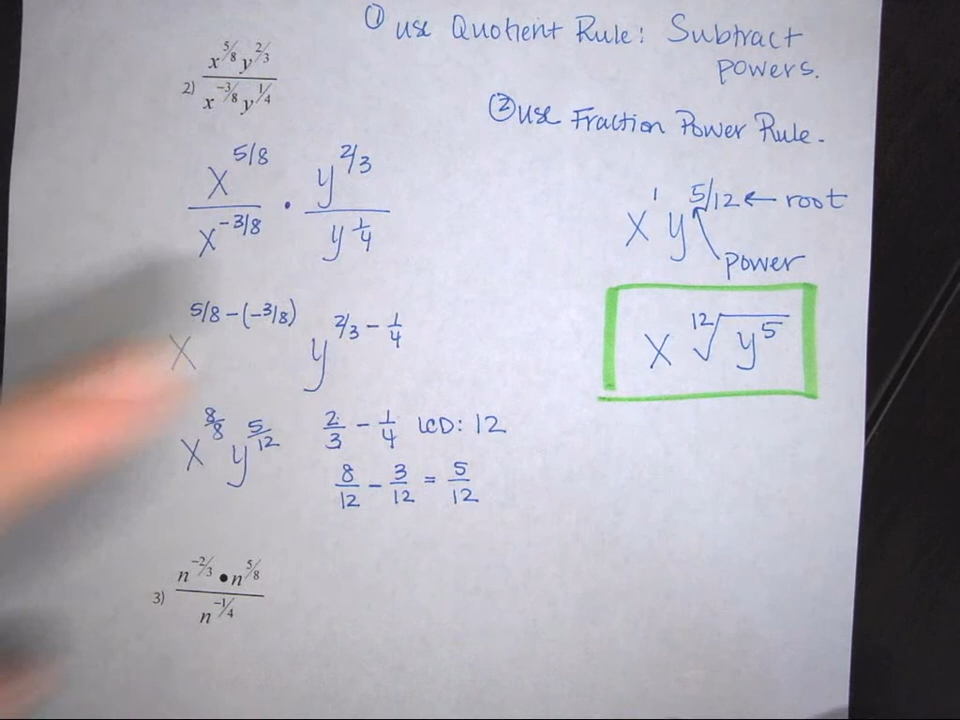 ① use Quotient Rule: Subtract
powers.
2) x^5/8 y^2/3
x^-3/8 y^1/4
② use Fraction Power Rule.
x^5/8 · y^2/3
x^-3/8 y^1/4
x^1 y^5/12 ← root
power
x^5/8-(-3/8) y^2/3 - 1/4
x 12√y^5
x^8/8 y^5/12 2/3 - 1/4 LCD: 12
8/12 - 3/12 = 5/12
3) n^-2/3 • n^5/8
n^-1/4